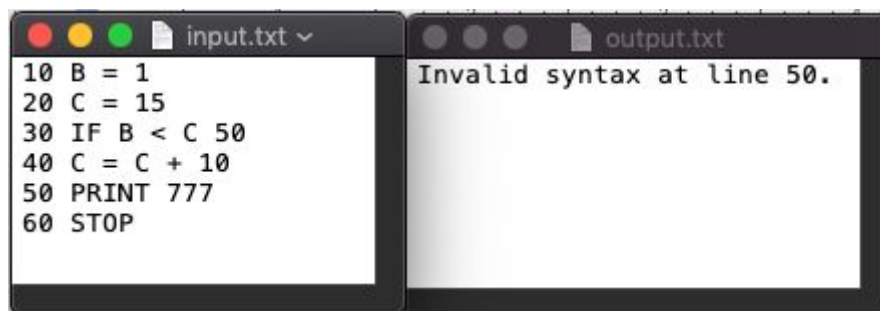 input.txt
10 B = 1
20 C = 15
30 IF B < C 50
40 C = C + 10
50 PRINT 777
60 STOP
output.txt
Invalid syntax at line 50.